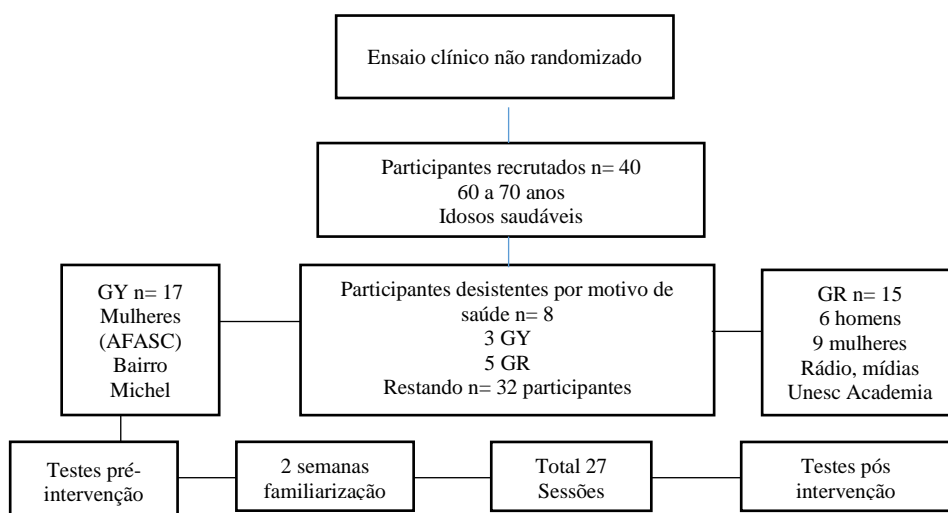 Ensaio clínico não randomizado
Participantes recrutados n= 40
60 a 70 anos
Idosos saudáveis
GY n= 17
Mulheres
(AFASC)
Bairro
Michel
Participantes desistentes por motivo de
saúde n= 8
3 GY
5 GR
Restando n= 32 participantes
GR n= 15
6 homens
9 mulheres
Rádio, mídias
Unesc Academia
Testes pré-
intervenção
2 semanas
familiarização
Total 27
Sessões
Testes pós
intervenção